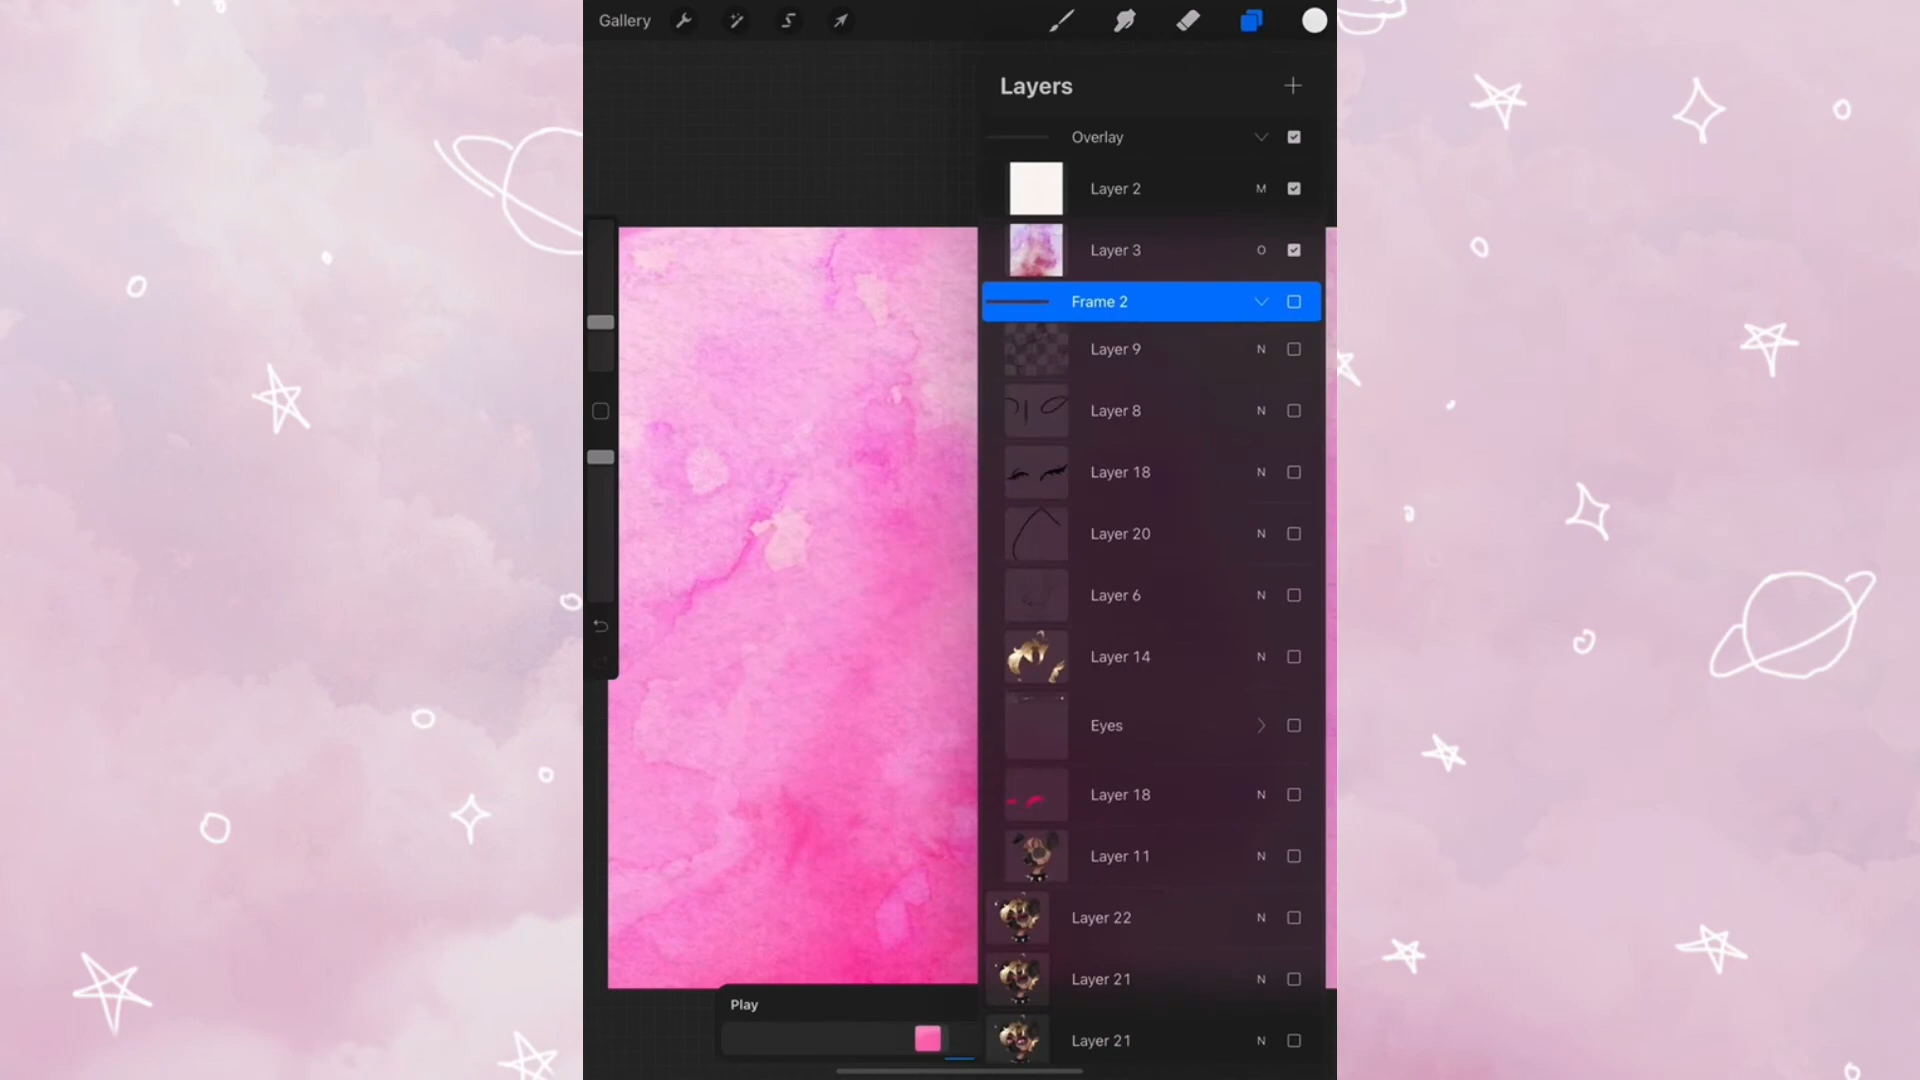 Gallery
Layers
Overlay
Layer 2 M
Layer 3 O
Frame 2
Layer 9 N
Layer 8 N
Layer 18 N
Layer 20 N
Layer 6 N
Layer 14 N
Eyes
Layer 18 N
Layer 11 N
Layer 22 N
Layer 21 N
Layer 21 N
Play